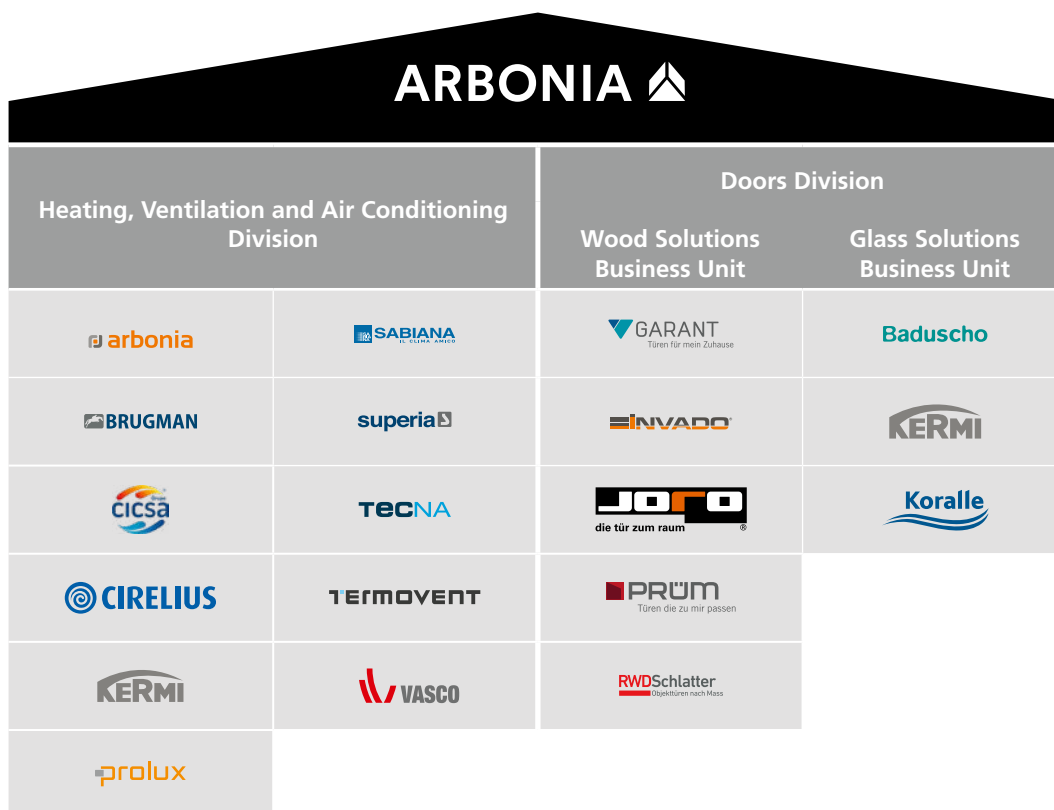 ARBONIA
Heating, Ventilation and Air Conditioning
Division
Doors Division
Wood Solutions
Business Unit
Glass Solutions
Business Unit
arbonia
SABIANA
IL CLIMA AMICO
GARANT
Türen für mein Zuhause
Baduscho
BRUGMAN
superia
INVADO
KERMI
Grupo
cicsa
TECNA
JORO
die tür zum raum ®
Koralle
CIRELIUS
TERMOVENT
PRÜM
Türen die zu mir passen
KERMI
VASCO
RWDSchlatter
Objekttüren nach Mass
prolux